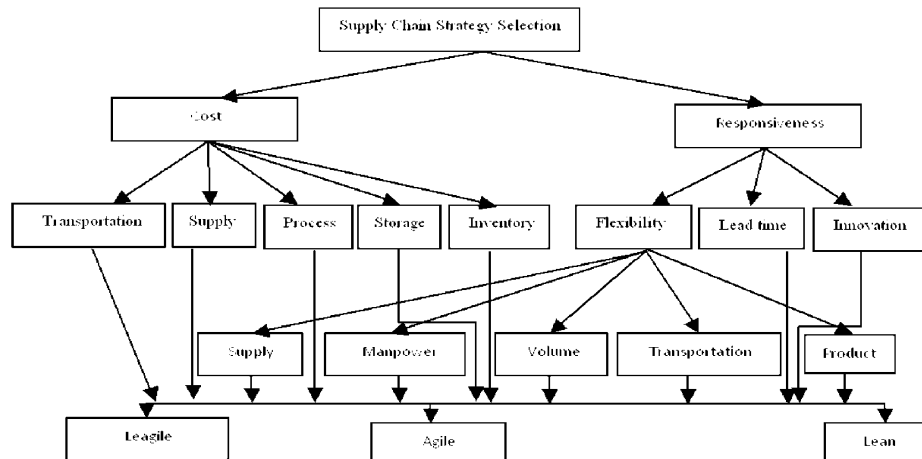 Supply Chain Strategy Selection
Cost
Responsiveness
Transportation
Supply
Process
Storage
Inventory
Flexibility
Lead time
Innovation
Supply
Manpower
Volume
Transportation
Product
Leagile
Agile
Lean